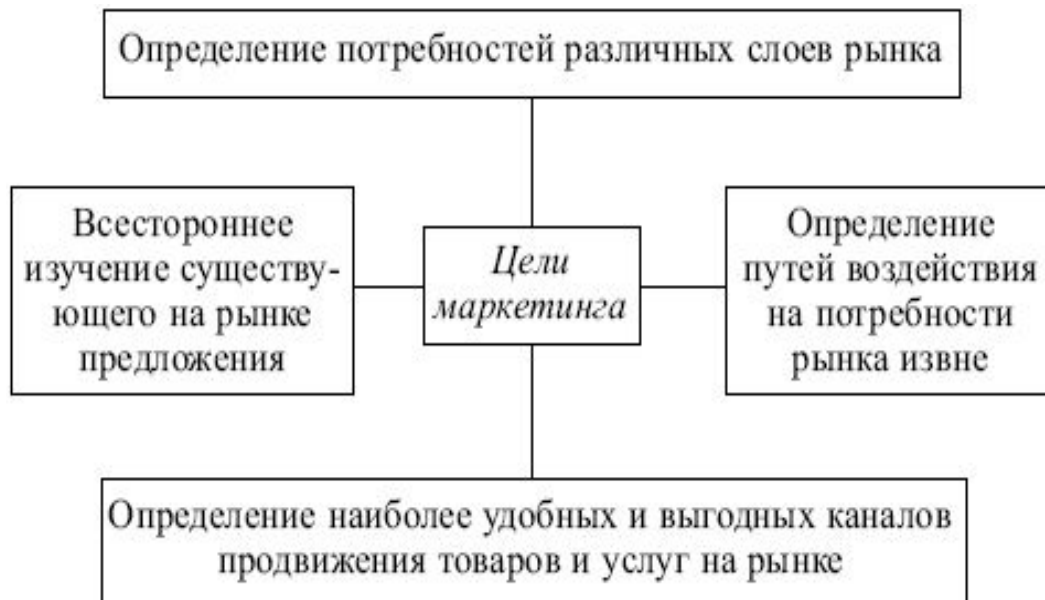 Определение потребностей различных слоев рынка
Всестороннее
изучение существу-
ющего на рынке
предложения
Цели
маркетинга
Определение
путей воздействия
на потребности
рынка извне
Определение наиболее удобных и выгодных каналов
продвижения товаров и услуг на рынке